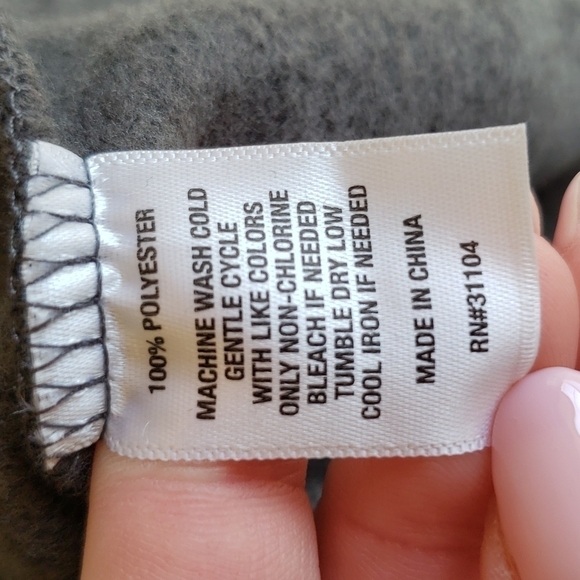 100% POLYESTER
MACHINE WASH COLD
GENTLE CYCLE
WITH LIKE COLORS
ONLY NON-CHLORINE
BLEACH IF NEEDED
TUMBLE DRY LOW
COOL IRON IF NEEDED
MADE IN CHINA
RN#31104